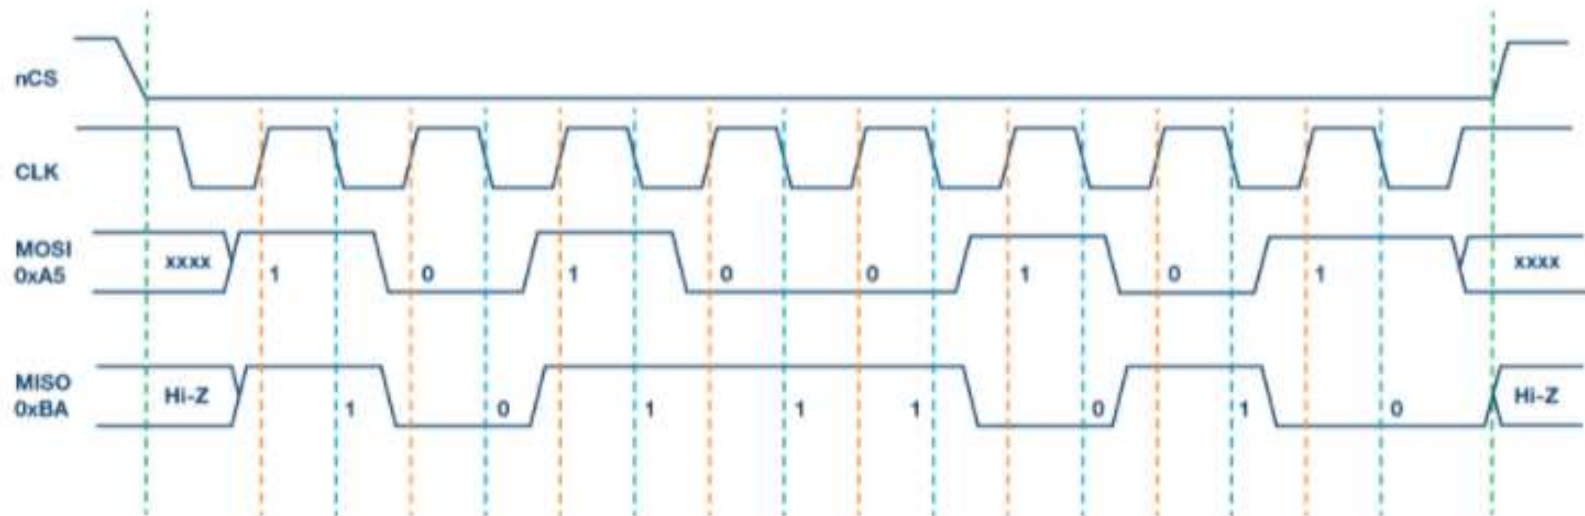 nCS
CLK
MOSI
0xA5
xxxx 1 0 1 0 0 1 0 1 xxxx
MISO
0xBA
Hi-Z 1 0 1 1 1 0 1 0 Hi-Z